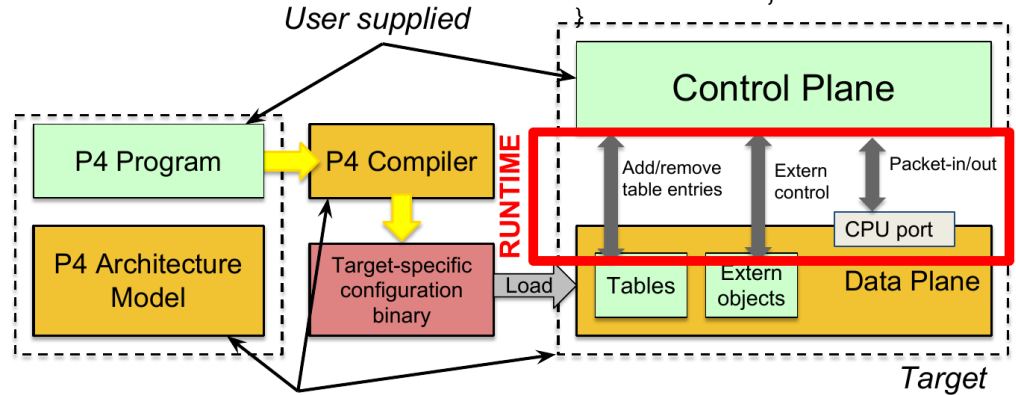 User supplied
}
Control Plane
P4 Program
P4 Compiler
RUNTIME
Add/remove
table entries
Extern
control
Packet-in/out
CPU port
P4 Architecture
Model
Target-specific
configuration
binary
Load
Tables
Extern
objects
Data Plane
Target